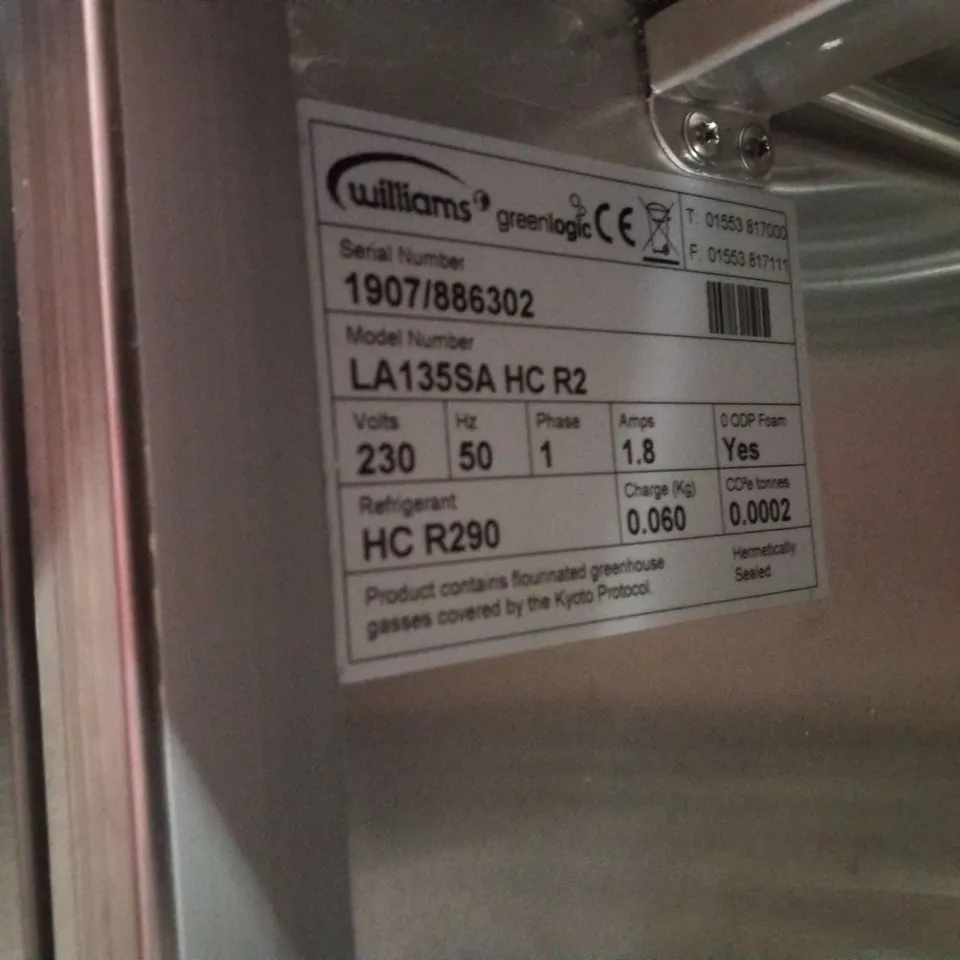 williams greenlogic CE
T: 01553 817000
F: 01553 817111
Serial Number
1907/886302
Model Number
LA135SA HC R2
Volts Hz Phase Amps 0 ODP Foam
230 50 1 1.8 Yes
Refrigerant Charge (Kg) CO²e tonnes
HC R290 0.060 0.0002
Product contains flourinated greenhouse
gasses covered by the Kyoto Protocol.
Hermetically
Sealed